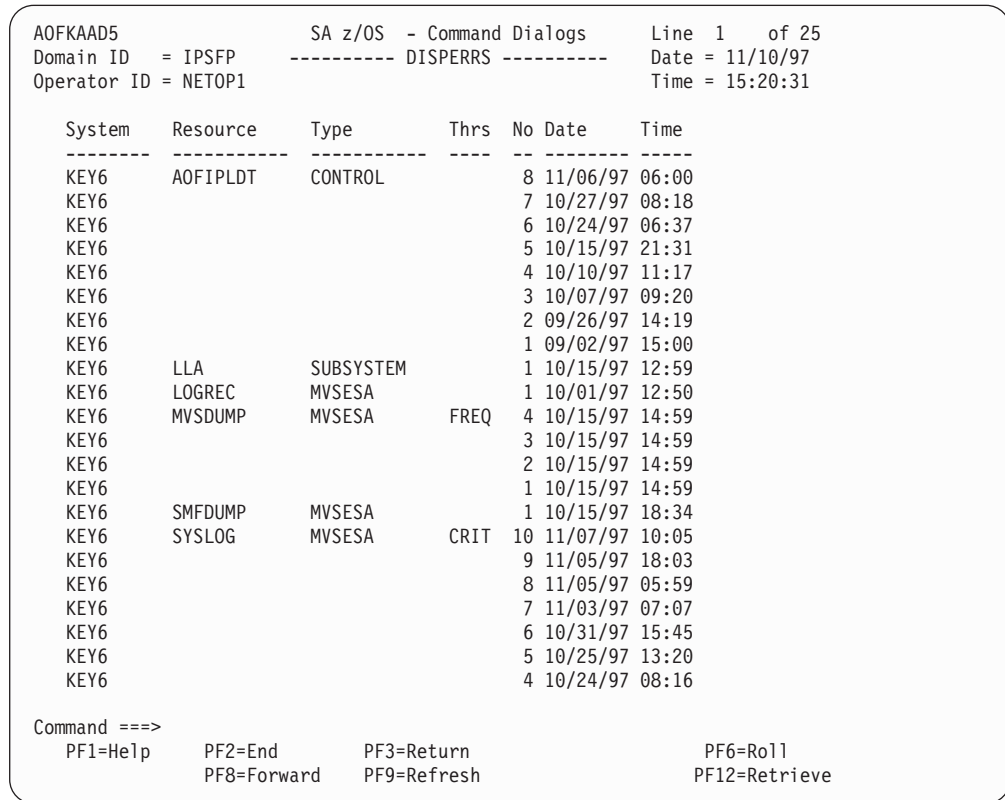 AOFKAAD5                 SA z/OS  - Command Dialogs      Line  1    of 25
Domain ID   = IPSFP    ---------- DISPERRS ----------    Date = 11/10/97
Operator ID = NETOP1                                     Time = 15:20:31
   System    Resource     Type         Thrs  No Date     Time
   --------  -----------  -----------  ----  -- -------- -----
   KEY6      AOFIPLDT     CONTROL             8 11/06/97 06:00
   KEY6                                       7 10/27/97 08:18
   KEY6                                       6 10/24/97 06:37
   KEY6                                       5 10/15/97 21:31
   KEY6                                       4 10/10/97 11:17
   KEY6                                       3 10/07/97 09:20
   KEY6                                       2 09/26/97 14:19
   KEY6                                       1 09/02/97 15:00
   KEY6      LLA          SUBSYSTEM           1 10/15/97 12:59
   KEY6      LOGREC       MVSESA              1 10/01/97 12:50
   KEY6      MVSDUMP      MVSESA       FREQ   4 10/15/97 14:59
   KEY6                                       3 10/15/97 14:59
   KEY6                                       2 10/15/97 14:59
   KEY6                                       1 10/15/97 14:59
   KEY6      SMFDUMP      MVSESA              1 10/15/97 18:34
   KEY6      SYSLOG       MVSESA       CRIT  10 11/07/97 10:05
   KEY6                                       9 11/05/97 18:03
   KEY6                                       8 11/05/97 05:59
   KEY6                                       7 11/03/97 07:07
   KEY6                                       6 10/31/97 15:45
   KEY6                                       5 10/25/97 13:20
   KEY6                                       4 10/24/97 08:16
Command ===>
   PF1=Help     PF2=End       PF3=Return                     PF6=Roll
                PF8=Forward   PF9=Refresh                   PF12=Retrieve